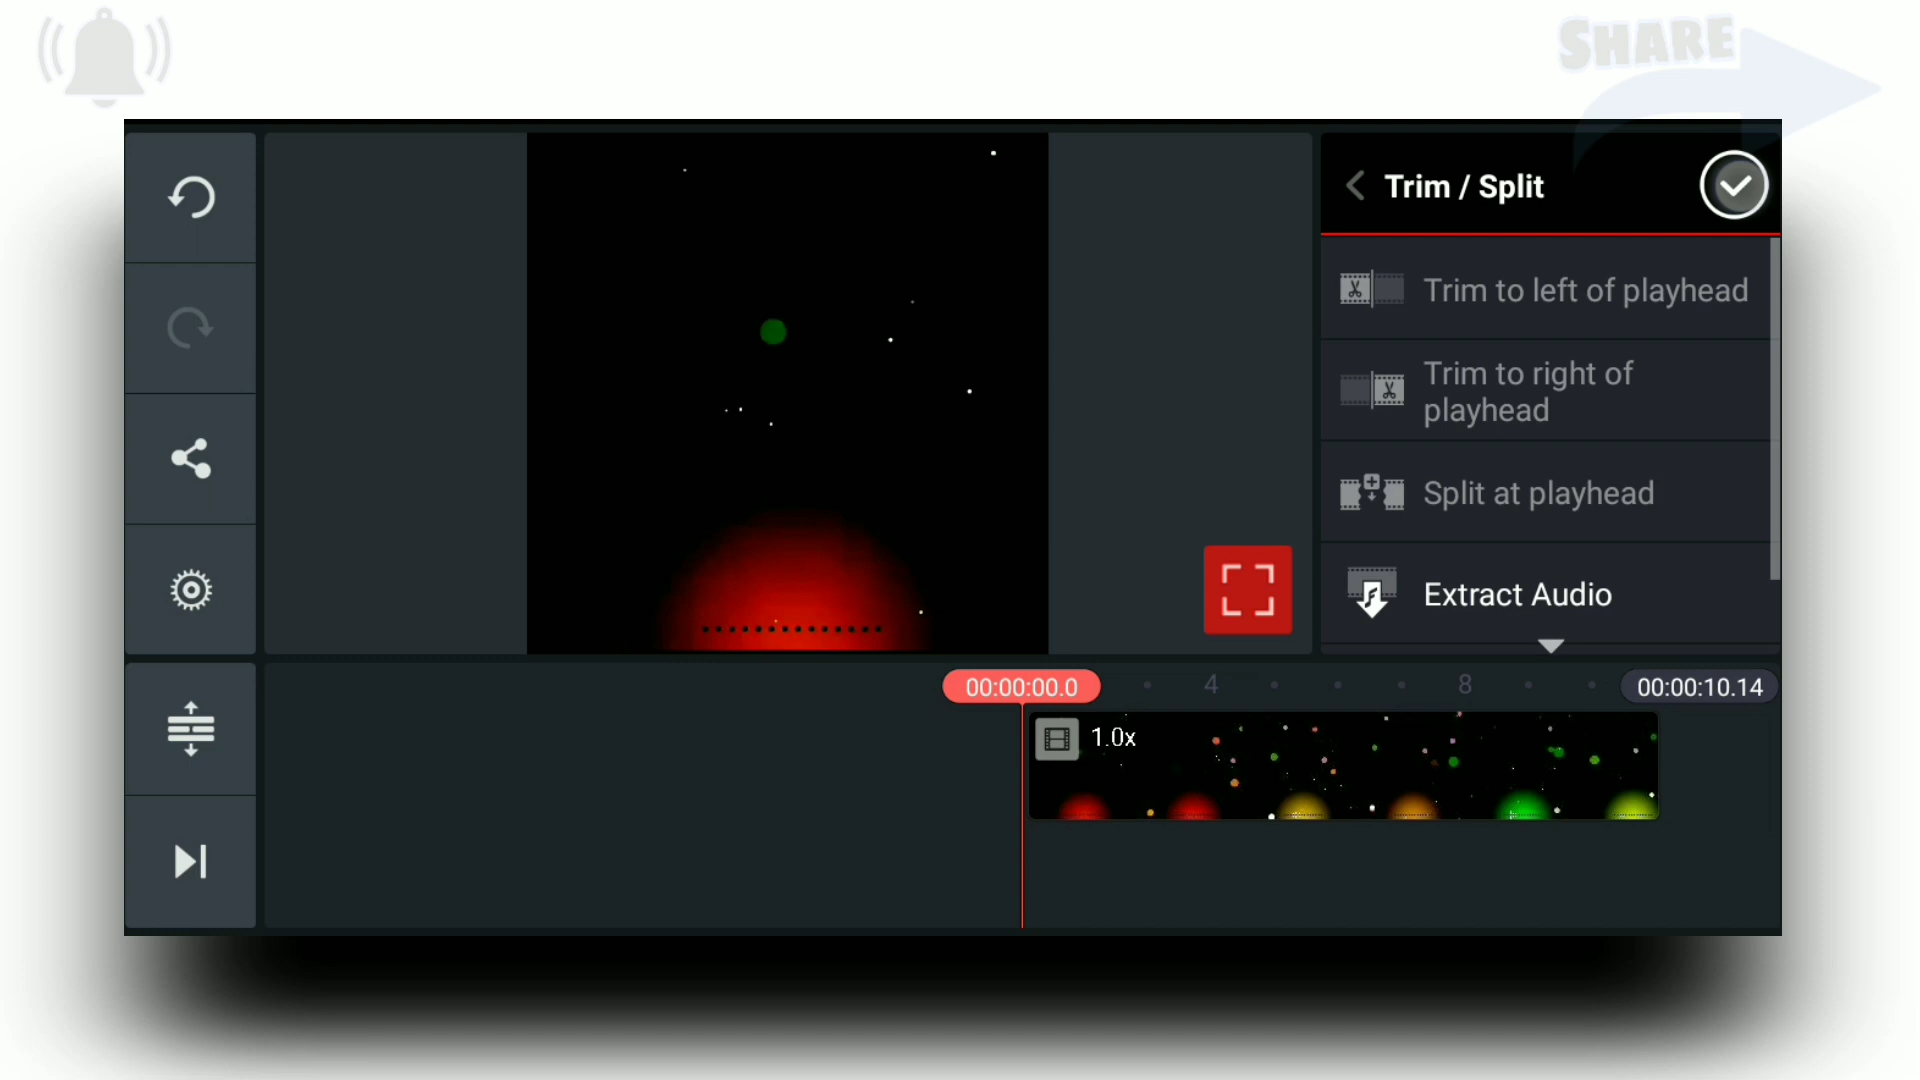 SHARE
Trim / Split
Trim to left of playhead
Trim to right of
playhead
Split at playhead
Extract Audio
00:00:00.0
4
8
00:00:10.14
1.0x